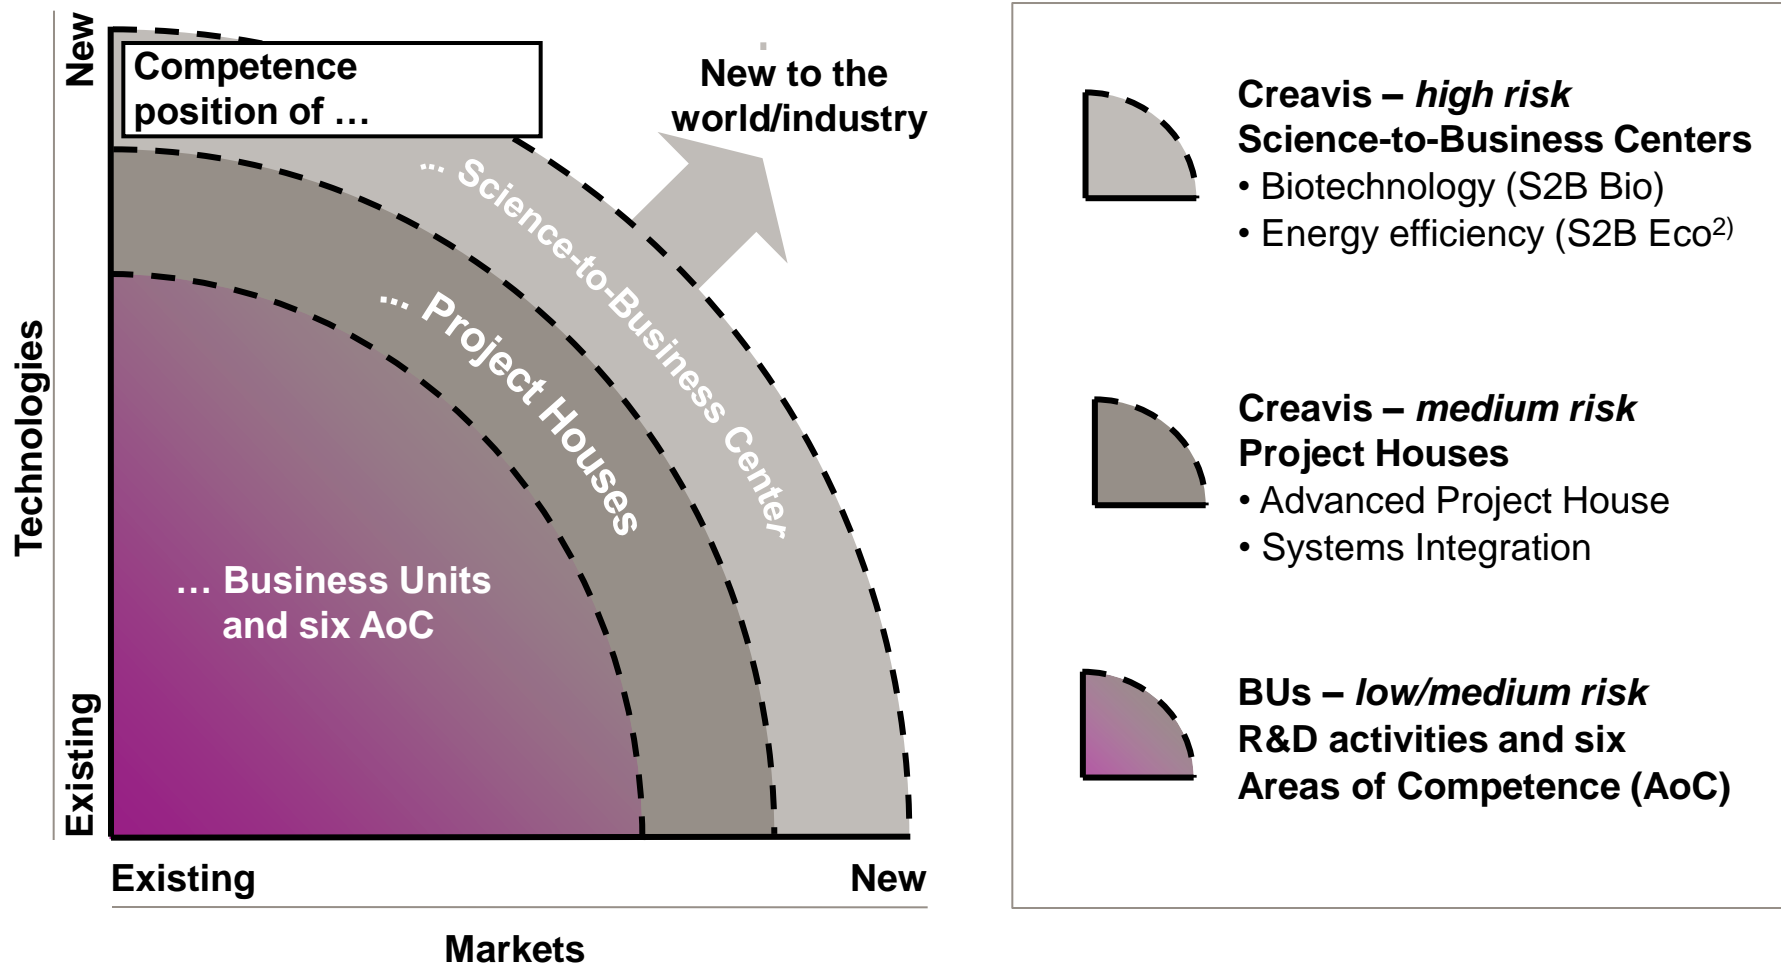 New
Competence
position of …
New to the
world/industry
... Science-to-Business Center
... Project Houses
… Business Units
and six AoC
Technologies
Existing
Existing
New
Markets
Creavis – high risk
Science-to-Business Centers
• Biotechnology (S2B Bio)
• Energy efficiency (S2B Eco²⁾
Creavis – medium risk
Project Houses
• Advanced Project House
• Systems Integration
BUs – low/medium risk
R&D activities and six
Areas of Competence (AoC)